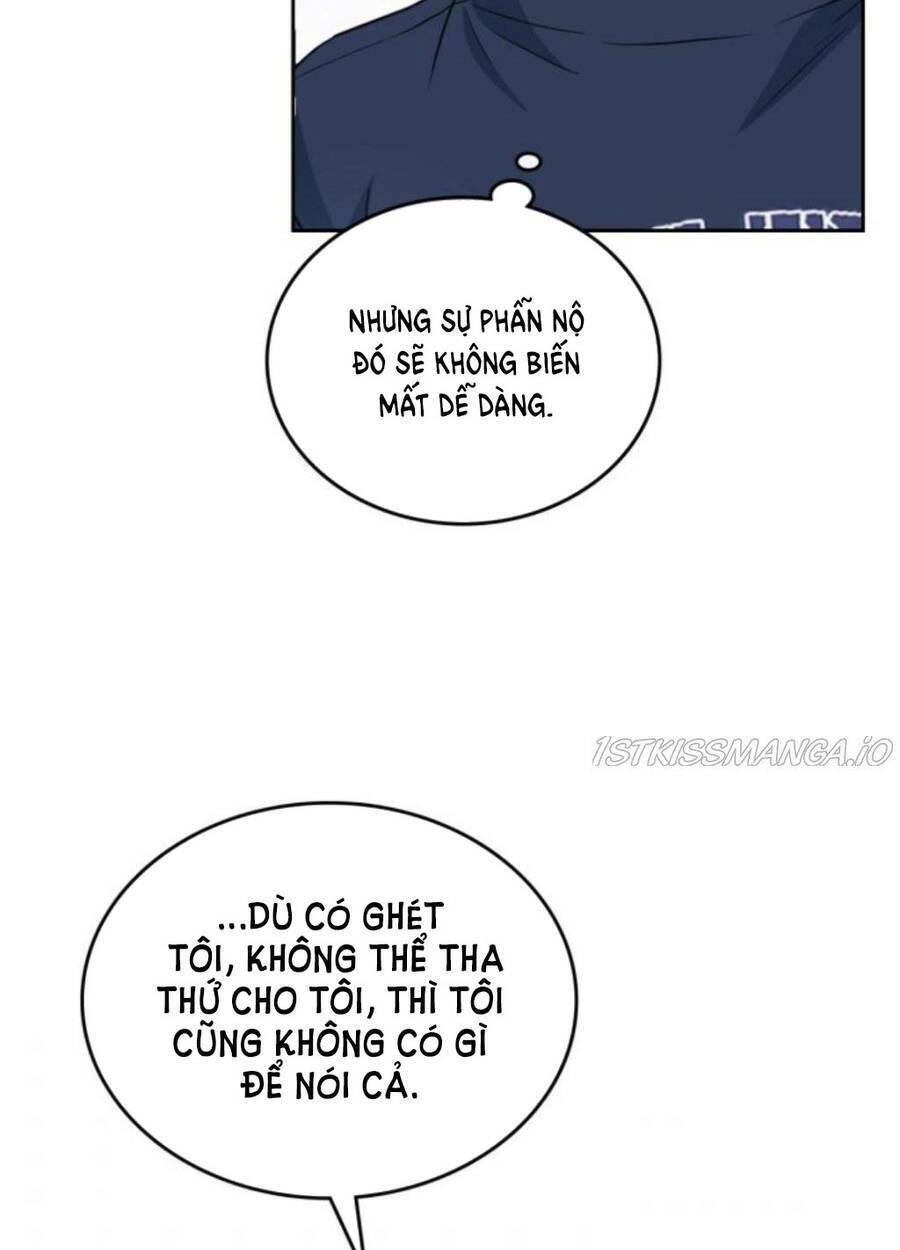 NHƯNG SỰ PHẪN NỘ
ĐÓ SẼ KHÔNG BIẾN
MẤT DỄ DÀNG.
1STKISSMANGA.IO
...DÙ CÓ GHÉT
TÔI, KHÔNG THỂ THA
THỨ CHO TÔI, THÌ TÔI
CŨNG KHÔNG CÓ GÌ
ĐỂ NÓI CẢ.